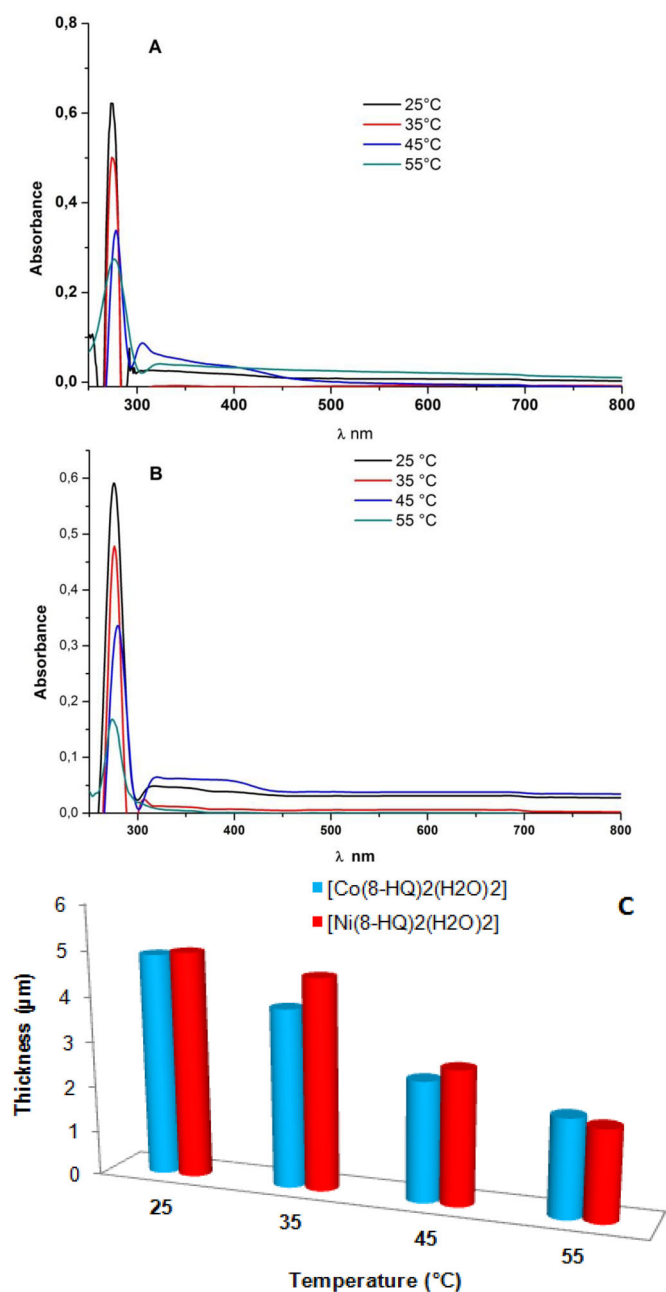 0,8
A
25°C
35°C
45°C
55°C
0,6
0,4
0,2
0,0
Absorbance
300 400 500 600 700 800
λ nm
B
25 °C
35 °C
45 °C
55 °C
0,6
0,5
0,4
0,3
0,2
0,1
0,0
Absorbance
300 400 500 600 700 800
λ nm
[Co(8-HQ)2(H2O)2]
[Ni(8-HQ)2(H2O)2]
C
6
5
4
3
2
1
0
Thickness (µm)
25 35 45 55
Temperature (°C)